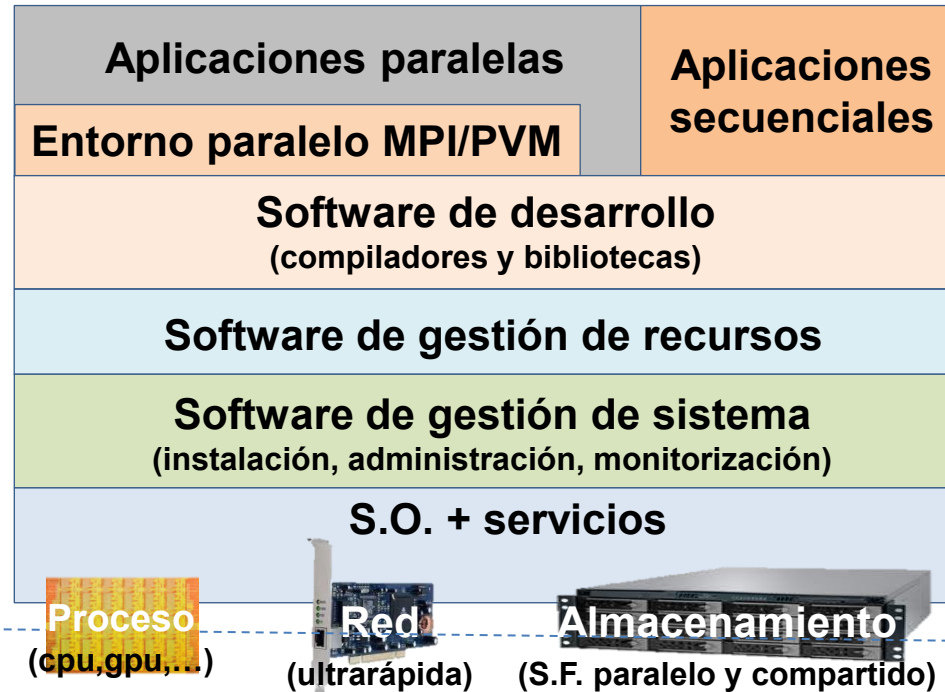 Aplicaciones paralelas
Aplicaciones
secuenciales
Entorno paralelo MPI/PVM
Software de desarrollo
(compiladores y bibliotecas)
Software de gestión de recursos
Software de gestión de sistema
(instalación, administración, monitorización)
S.O. + servicios
Proceso
(cpu,gpu,…)
Red
(ultrarápida)
Almacenamiento
(S.F. paralelo y compartido)